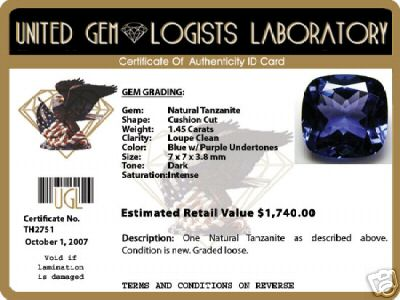 UNITED GEMOLOGISTS LABORATORY
Certificate Of Authenticity ID Card
GEM GRADING:
Gem: Natural Tanzanite
Shape: Cushion Cut
Weight: 1.45 Carats
Clarity: Loupe Clean
Color: Blue w/Purple Undertones
Size: 7 x 7 x 3.8 mm
Tone: Dark
Saturation:Intense
UGL
Certificate No.
TH2751
October 1, 2007
Void if
lamination
is damaged
Estimated Retail Value $1,740.00
Description: One Natural Tanzanite as described above.
Condition is new. Graded loose.
TERMS AND CONDITIONS ON REVERSE